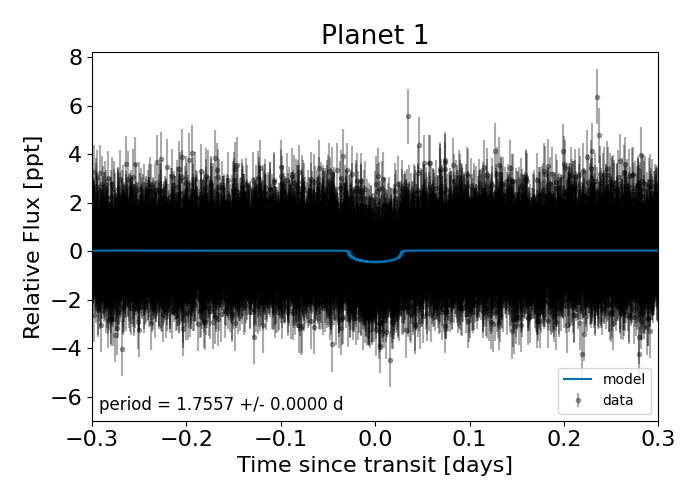 Planet 1
Relative Flux [ppt]
8
6
4
2
0
−2
−4
−6
period = 1.7557 +/- 0.0000 d
model
data
−0.3
−0.2
−0.1
0.0
0.1
0.2
0.3
Time since transit [days]